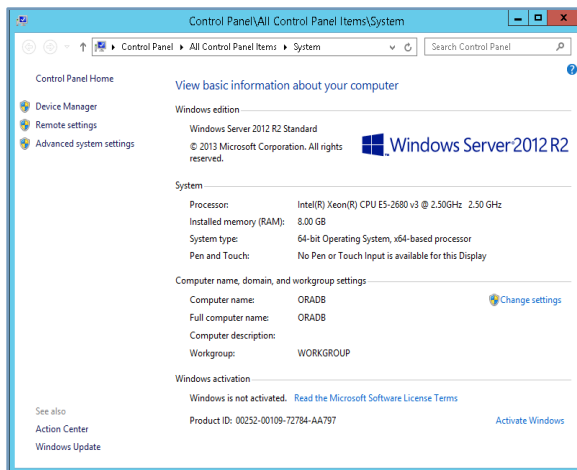 Control Panel\All Control Panel Items\System
Control Panel ▸ All Control Panel Items ▸ System
Search Control Panel
Control Panel Home
Device Manager
Remote settings
Advanced system settings
View basic information about your computer
Windows edition
Windows Server 2012 R2 Standard
© 2013 Microsoft Corporation. All rights
reserved.
Windows Server 2012 R2
System
Processor: Intel(R) Xeon(R) CPU E5-2680 v3 @ 2.50GHz 2.50 GHz
Installed memory (RAM): 8.00 GB
System type: 64-bit Operating System, x64-based processor
Pen and Touch: No Pen or Touch Input is available for this Display
Computer name, domain, and workgroup settings
Computer name: ORADB
Change settings
Full computer name: ORADB
Computer description:
Workgroup: WORKGROUP
Windows activation
Windows is not activated. Read the Microsoft Software License Terms
Product ID: 00252-00109-72784-AA797
Activate Windows
See also
Action Center
Windows Update